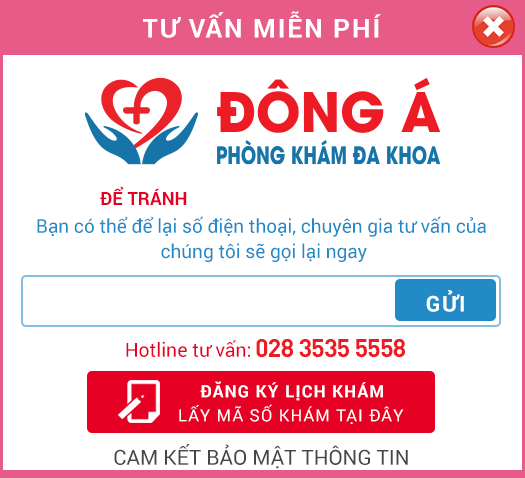 TƯ VẤN MIỄN PHÍ
ĐÔNG Á
PHÒNG KHÁM ĐA KHOA
ĐỂ TRÁNH
Bạn có thể để lại số điện thoại, chuyên gia tư vấn của
chúng tôi sẽ gọi lại ngay
GỬI
Hotline tư vấn: 028 3535 5558
ĐĂNG KÝ LỊCH KHÁM
LẤY MÃ SỐ KHÁM TẠI ĐÂY
CAM KẾT BẢO MẬT THÔNG TIN